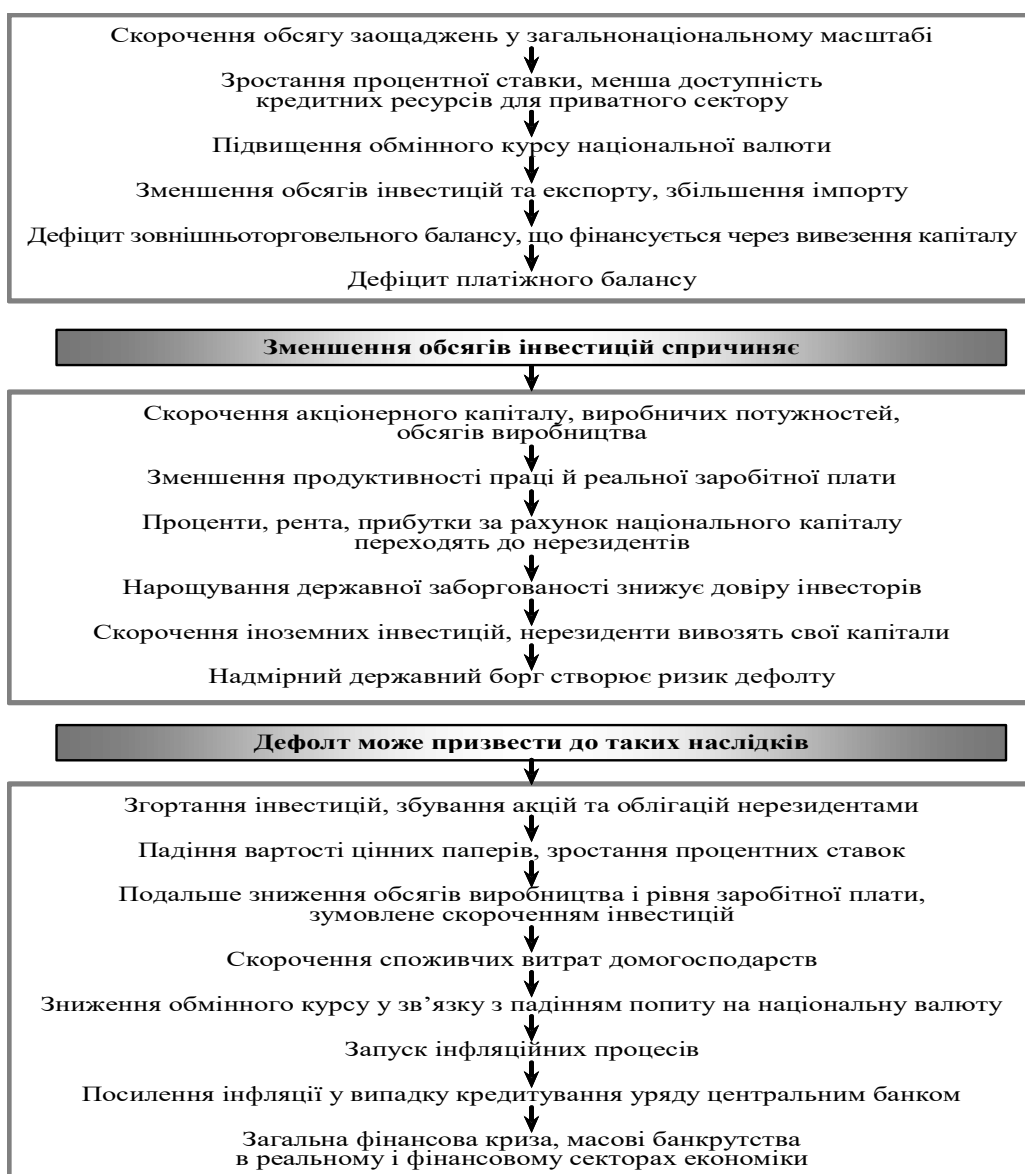 Скорочення обсягу заощаджень у загальнонаціональному масштабі
Зростання процентної ставки, менша доступність
кредитних ресурсів для приватного сектору
Підвищення обмінного курсу національної валюти
Зменшення обсягів інвестицій та експорту, збільшення імпорту
Дефіцит зовнішньоторговельного балансу, що фінансується через вивезення капіталу
Дефіцит платіжного балансу
Зменшення обсягів інвестицій спричиняє
Скорочення акціонерного капіталу, виробничих потужностей,
обсягів виробництва
Зменшення продуктивності праці й реальної заробітної плати
Проценти, рента, прибутки за рахунок національного капіталу
переходять до нерезидентів
Нарощування державної заборгованості знижує довіру інвесторів
Скорочення іноземних інвестицій, нерезиденти вивозять свої капітали
Надмірний державний борг створює ризик дефолту
Дефолт може призвести до таких наслідків
Згортання інвестицій, збування акцій та облігацій нерезидентами
Падіння вартості цінних паперів, зростання процентних ставок
Подальше зниження обсягів виробництва і рівня заробітної плати,
зумовлене скороченням інвестицій
Скорочення споживчих витрат домогосподарств
Зниження обмінного курсу у зв’язку з падінням попиту на національну валюту
Запуск інфляційних процесів
Посилення інфляції у випадку кредитування уряду центральним банком
Загальна фінансова криза, масові банкрутства
в реальному і фінансовому секторах економіки